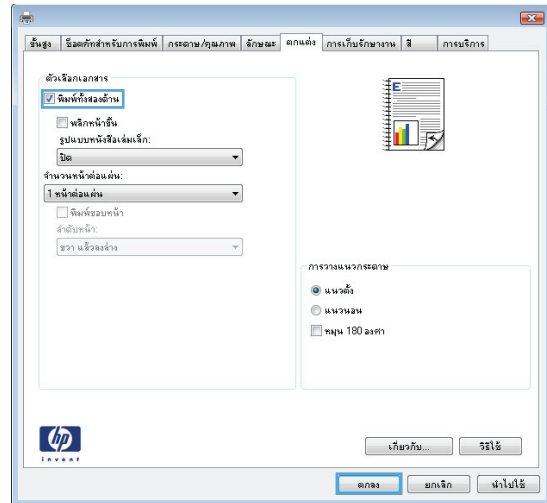 ขั้นสูง ช็อตคัทสำหรับการพิมพ์ กระดาษ/คุณภาพ ลักษณะ ตกแต่ง การเก็บรักษางาน สี การบริการ
ตัวเลือกเอกสาร
พิมพ์ทั้งสองด้าน
พลิกหน้าขึ้น
รูปแบบหนังสือเล่มเล็ก:
ปิด
จำนวนหน้าต่อแผ่น:
1 หน้าต่อแผ่น
พิมพ์ขอบหน้า
ลำดับหน้า:
ขวา แล้วลงล่าง
E
การวางแนวกระดาษ
แนวตั้ง
แนวนอน
หมุน 180 องศา
hp
invent
เกี่ยวกับ... วิธีใช้
ตกลง ยกเลิก นำไปใช้